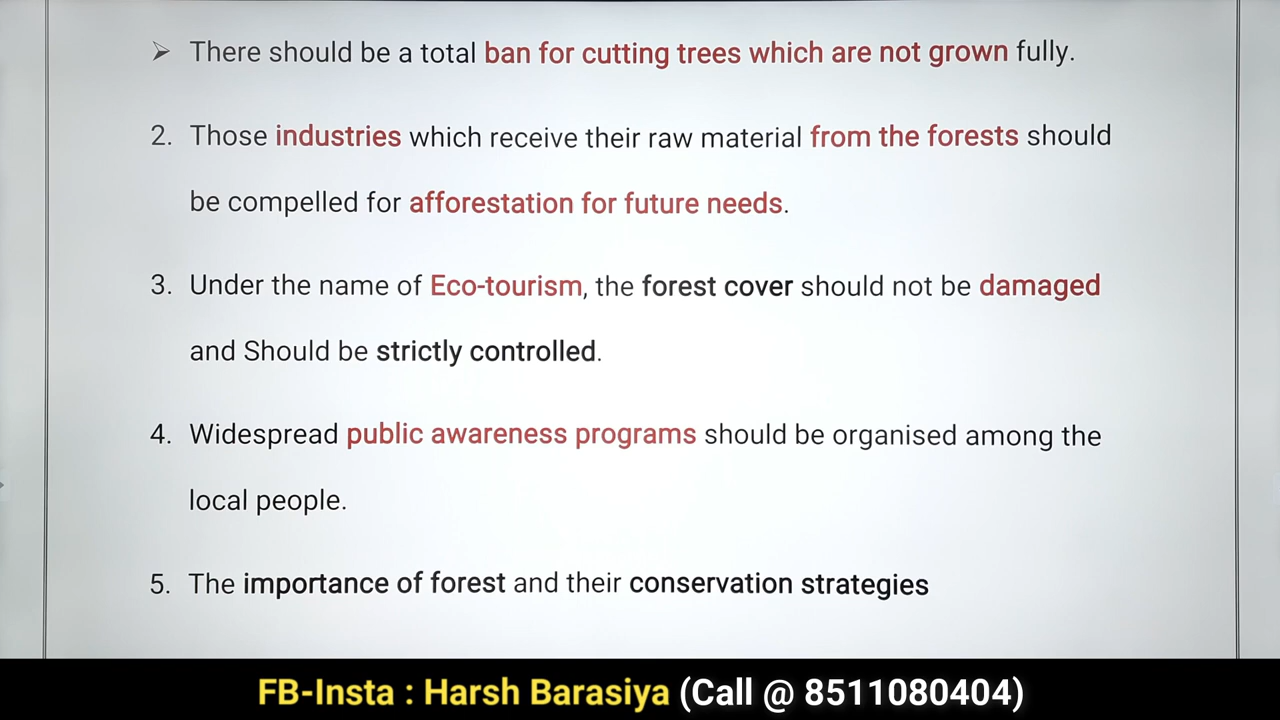 ➢ There should be a total ban for cutting trees which are not grown fully.
2. Those industries which receive their raw material from the forests should
be compelled for afforestation for future needs.
3. Under the name of Eco-tourism, the forest cover should not be damaged
and Should be strictly controlled.
4. Widespread public awareness programs should be organised among the
local people.
5. The importance of forest and their conservation strategies
FB-Insta : Harsh Barasiya (Call @ 8511080404)